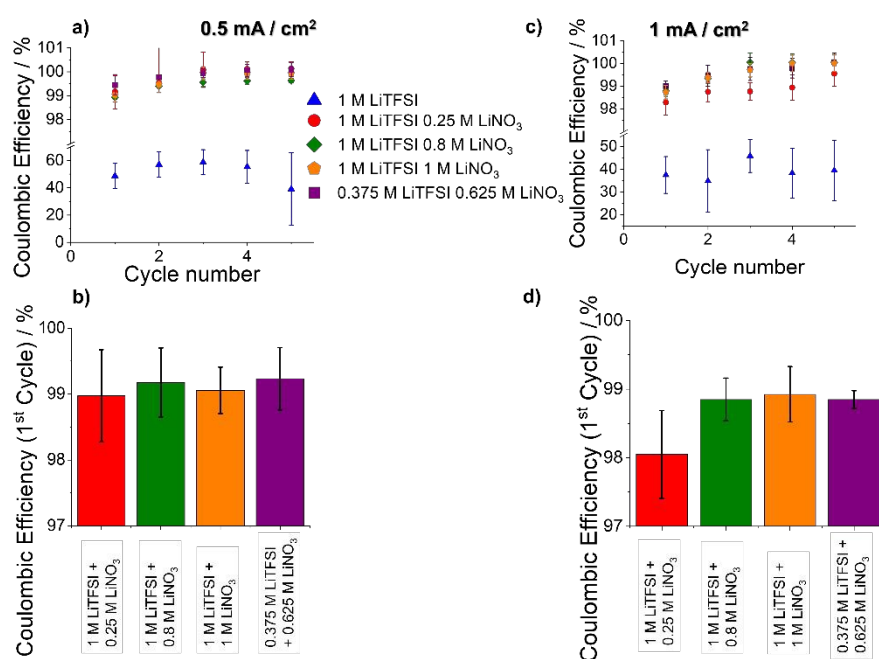 a)
0.5 mA / cm²
Coulombic Efficiency / %
101
100
99
98
60
40
20
0
0
2
4
Cycle number
1 M LiTFSI
1 M LiTFSI 0.25 M LiNO₃
1 M LiTFSI 0.8 M LiNO₃
1 M LiTFSI 1 M LiNO₃
0.375 M LiTFSI 0.625 M LiNO₃
c)
1 mA / cm²
Coulombic Efficiency / %
101
100
99
98
60
50
40
30
20
0
2
4
Cycle number
b)
Coulombic Efficiency (1ˢᵗ Cycle) / %
100
99
98
97
1 M LiTFSI +
0.25 M LiNO₃
1 M LiTFSI +
0.8 M LiNO₃
1 M LiTFSI +
1 M LiNO₃
0.375 M LiTFSI
+ 0.625 M LiNO₃
d)
Coulombic Efficiency (1ˢᵗ Cycle) / %
100
99
98
97
1 M LiTFSI +
0.25 M LiNO₃
1 M LiTFSI +
0.8 M LiNO₃
1 M LiTFSI +
1 M LiNO₃
0.375 M LiTFSI +
0.625 M LiNO₃